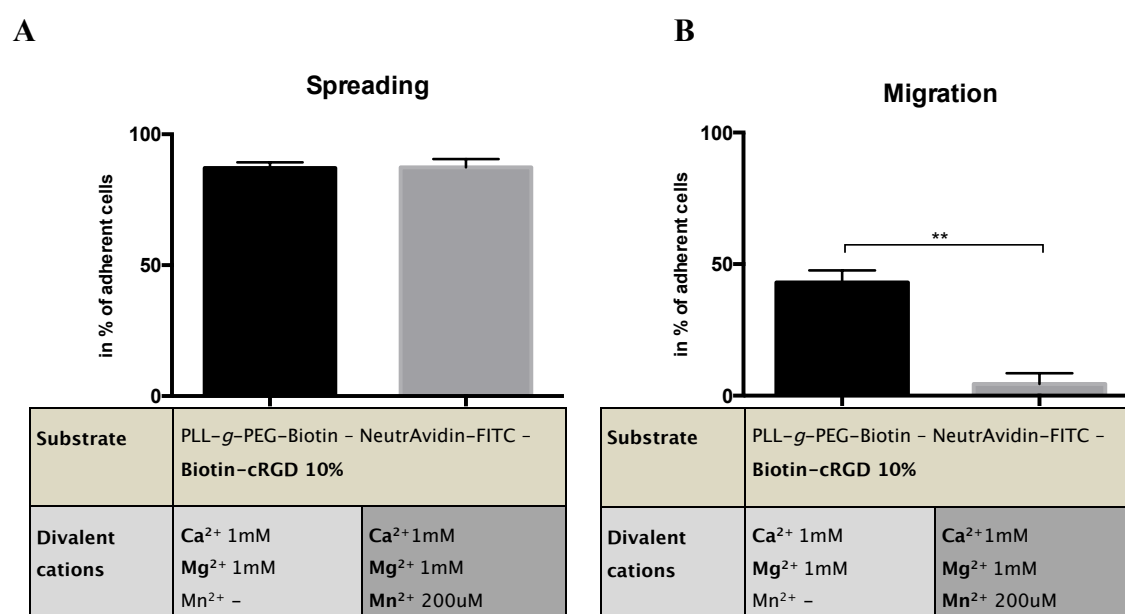 A
Spreading
in % of adherent cells
100
50
0
Substrate
PLL-g-PEG-Biotin – NeutrAvidin-FITC –
Biotin-cRGD 10%
Divalent
cations
Ca²⁺ 1mM
Mg²⁺ 1mM
Mn²⁺ –
Ca²⁺1mM
Mg²⁺ 1mM
Mn²⁺ 200uM
B
Migration
in % of adherent cells
100
50
0
**
Substrate
PLL-g-PEG-Biotin – NeutrAvidin-FITC –
Biotin-cRGD 10%
Divalent
cations
Ca²⁺ 1mM
Mg²⁺ 1mM
Mn²⁺ –
Ca²⁺1mM
Mg²⁺ 1mM
Mn²⁺ 200uM